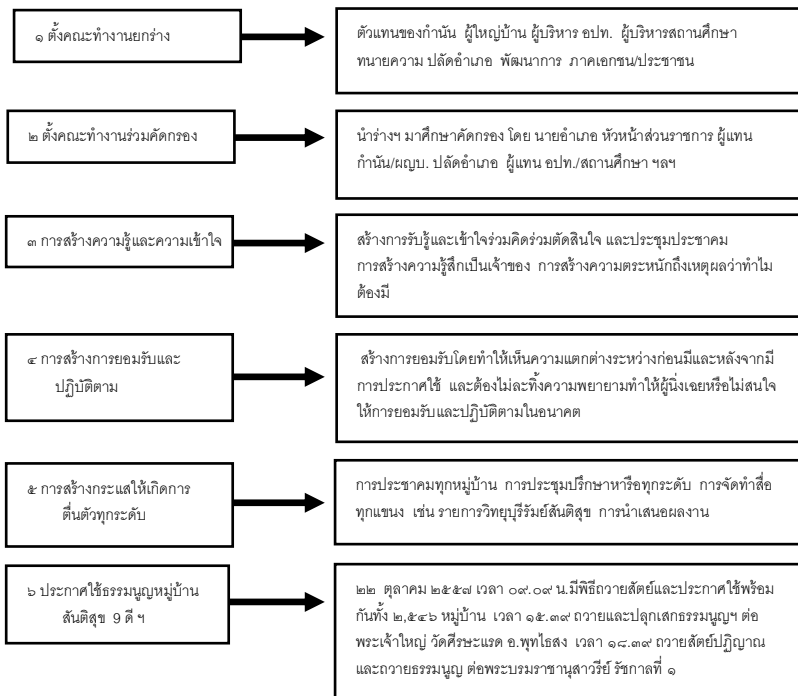 ๑ ตั้งคณะทำงานยกร่าง
ตัวแทนของกำนัน ผู้ใหญ่บ้าน ผู้บริหาร อปท. ผู้บริหารสถานศึกษา
ทนายความ ปลัดอำเภอ พัฒนาการ ภาคเอกชน/ประชาชน
๒ ตั้งคณะทำงานร่วมคัดกรอง
นำร่างฯ มาศึกษาคัดกรอง โดย นายอำเภอ หัวหน้าส่วนราชการ ผู้แทน
กำนัน/ผญบ. ปลัดอำเภอ ผู้แทน อปท./สถานศึกษา ฯลฯ
๓ การสร้างความรู้และความเข้าใจ
สร้างการรับรู้และเข้าใจร่วมคิดร่วมตัดสินใจ และประชุมประชาคม
การสร้างความรู้สึกเป็นเจ้าของ การสร้างความตระหนักถึงเหตุผลว่าทำไม
ต้องมี
๔ การสร้างการยอมรับและ
ปฏิบัติตาม
สร้างการยอมรับโดยทำให้เห็นความแตกต่างระหว่างก่อนมีและหลังจากมี
การประกาศใช้ และต้องไม่ละทิ้งความพยายามทำให้ผู้นิ่งเฉยหรือไม่สนใจ
ให้การยอมรับและปฏิบัติตามในอนาคต
๕ การสร้างกระแสให้เกิดการ
ตื่นตัวทุกระดับ
การประชาคมทุกหมู่บ้าน การประชุมปรึกษาหารือทุกระดับ การจัดทำสื่อ
ทุกแขนง เช่น รายการวิทยุบุรีรัมย์สันติสุข การนำเสนอผลงาน
๖ ประกาศใช้ธรรมนูญหมู่บ้าน
สันติสุข 9 ดี ฯ
๒๒ ตุลาคม ๒๕๕๗ เวลา ๐๙.๐๙ น.มีพิธีถวายสัตย์และประกาศใช้พร้อม
กันทั้ง ๒,๕๔๖ หมู่บ้าน เวลา ๑๕.๓๙ ถวายและปลุกเสกธรรมนูญฯ ต่อ
พระเจ้าใหญ่ วัดศีรษะแรด อ.พุทไธสง เวลา ๑๘.๓๙ ถวายสัตย์ปฏิญาณ
และถวายธรรมนูญ ต่อพระบรมราชานุสาวรีย์ รัชกาลที่ ๑